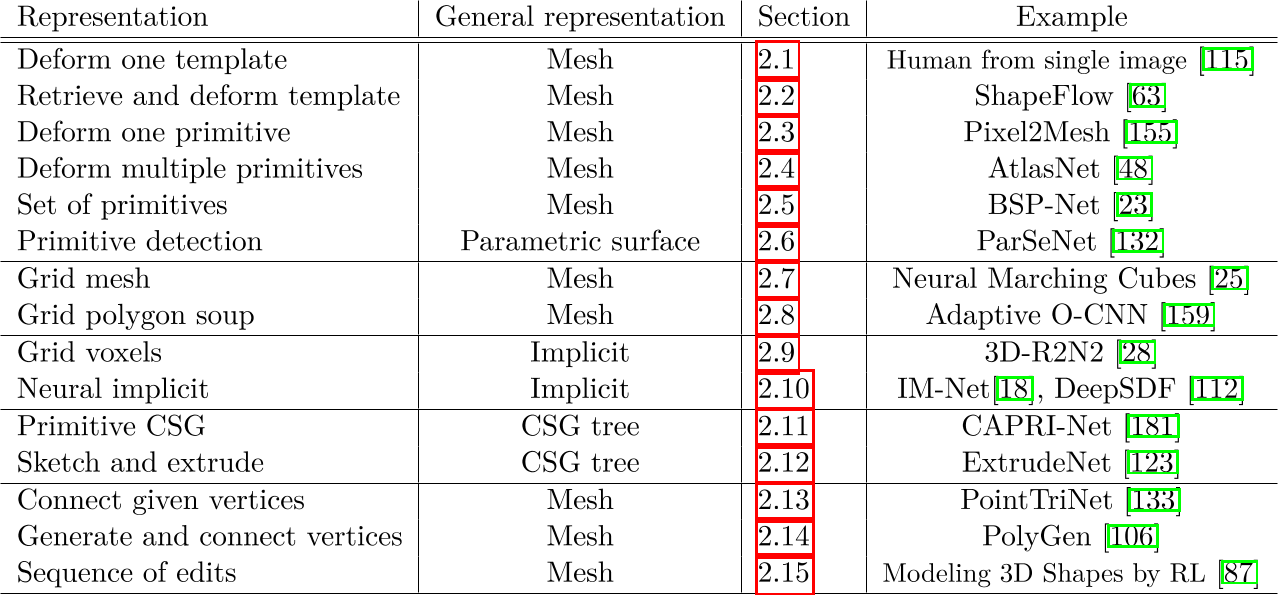 Representation General representation Section Example
Deform one template Mesh 2.1 Human from single image [115]
Retrieve and deform template Mesh 2.2 ShapeFlow [63]
Deform one primitive Mesh 2.3 Pixel2Mesh [155]
Deform multiple primitives Mesh 2.4 AtlasNet [48]
Set of primitives Mesh 2.5 BSP-Net [23]
Primitive detection Parametric surface 2.6 ParSeNet [132]
Grid mesh Mesh 2.7 Neural Marching Cubes [25]
Grid polygon soup Mesh 2.8 Adaptive O-CNN [159]
Grid voxels Implicit 2.9 3D-R2N2 [28]
Neural implicit Implicit 2.10 IM-Net[18], DeepSDF [112]
Primitive CSG CSG tree 2.11 CAPRI-Net [181]
Sketch and extrude CSG tree 2.12 ExtrudeNet [123]
Connect given vertices Mesh 2.13 PointTriNet [133]
Generate and connect vertices Mesh 2.14 PolyGen [106]
Sequence of edits Mesh 2.15 Modeling 3D Shapes by RL [87]